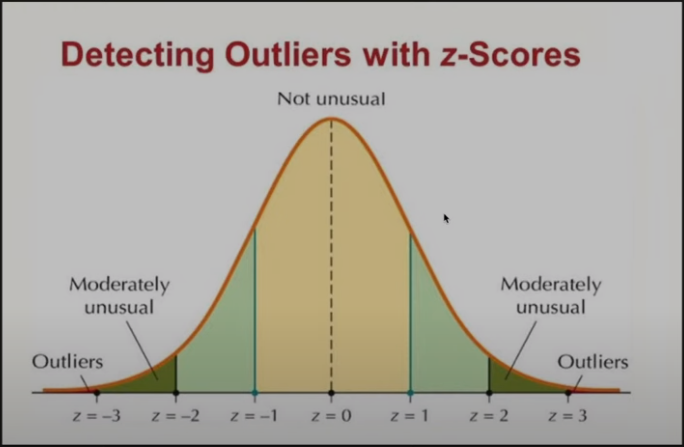 Detecting Outliers with z-Scores
Not unusual
Moderately
unusual
Moderately
unusual
Outliers
Outliers
z = –3
z = –2
z = –1
z = 0
z = 1
z = 2
z = 3